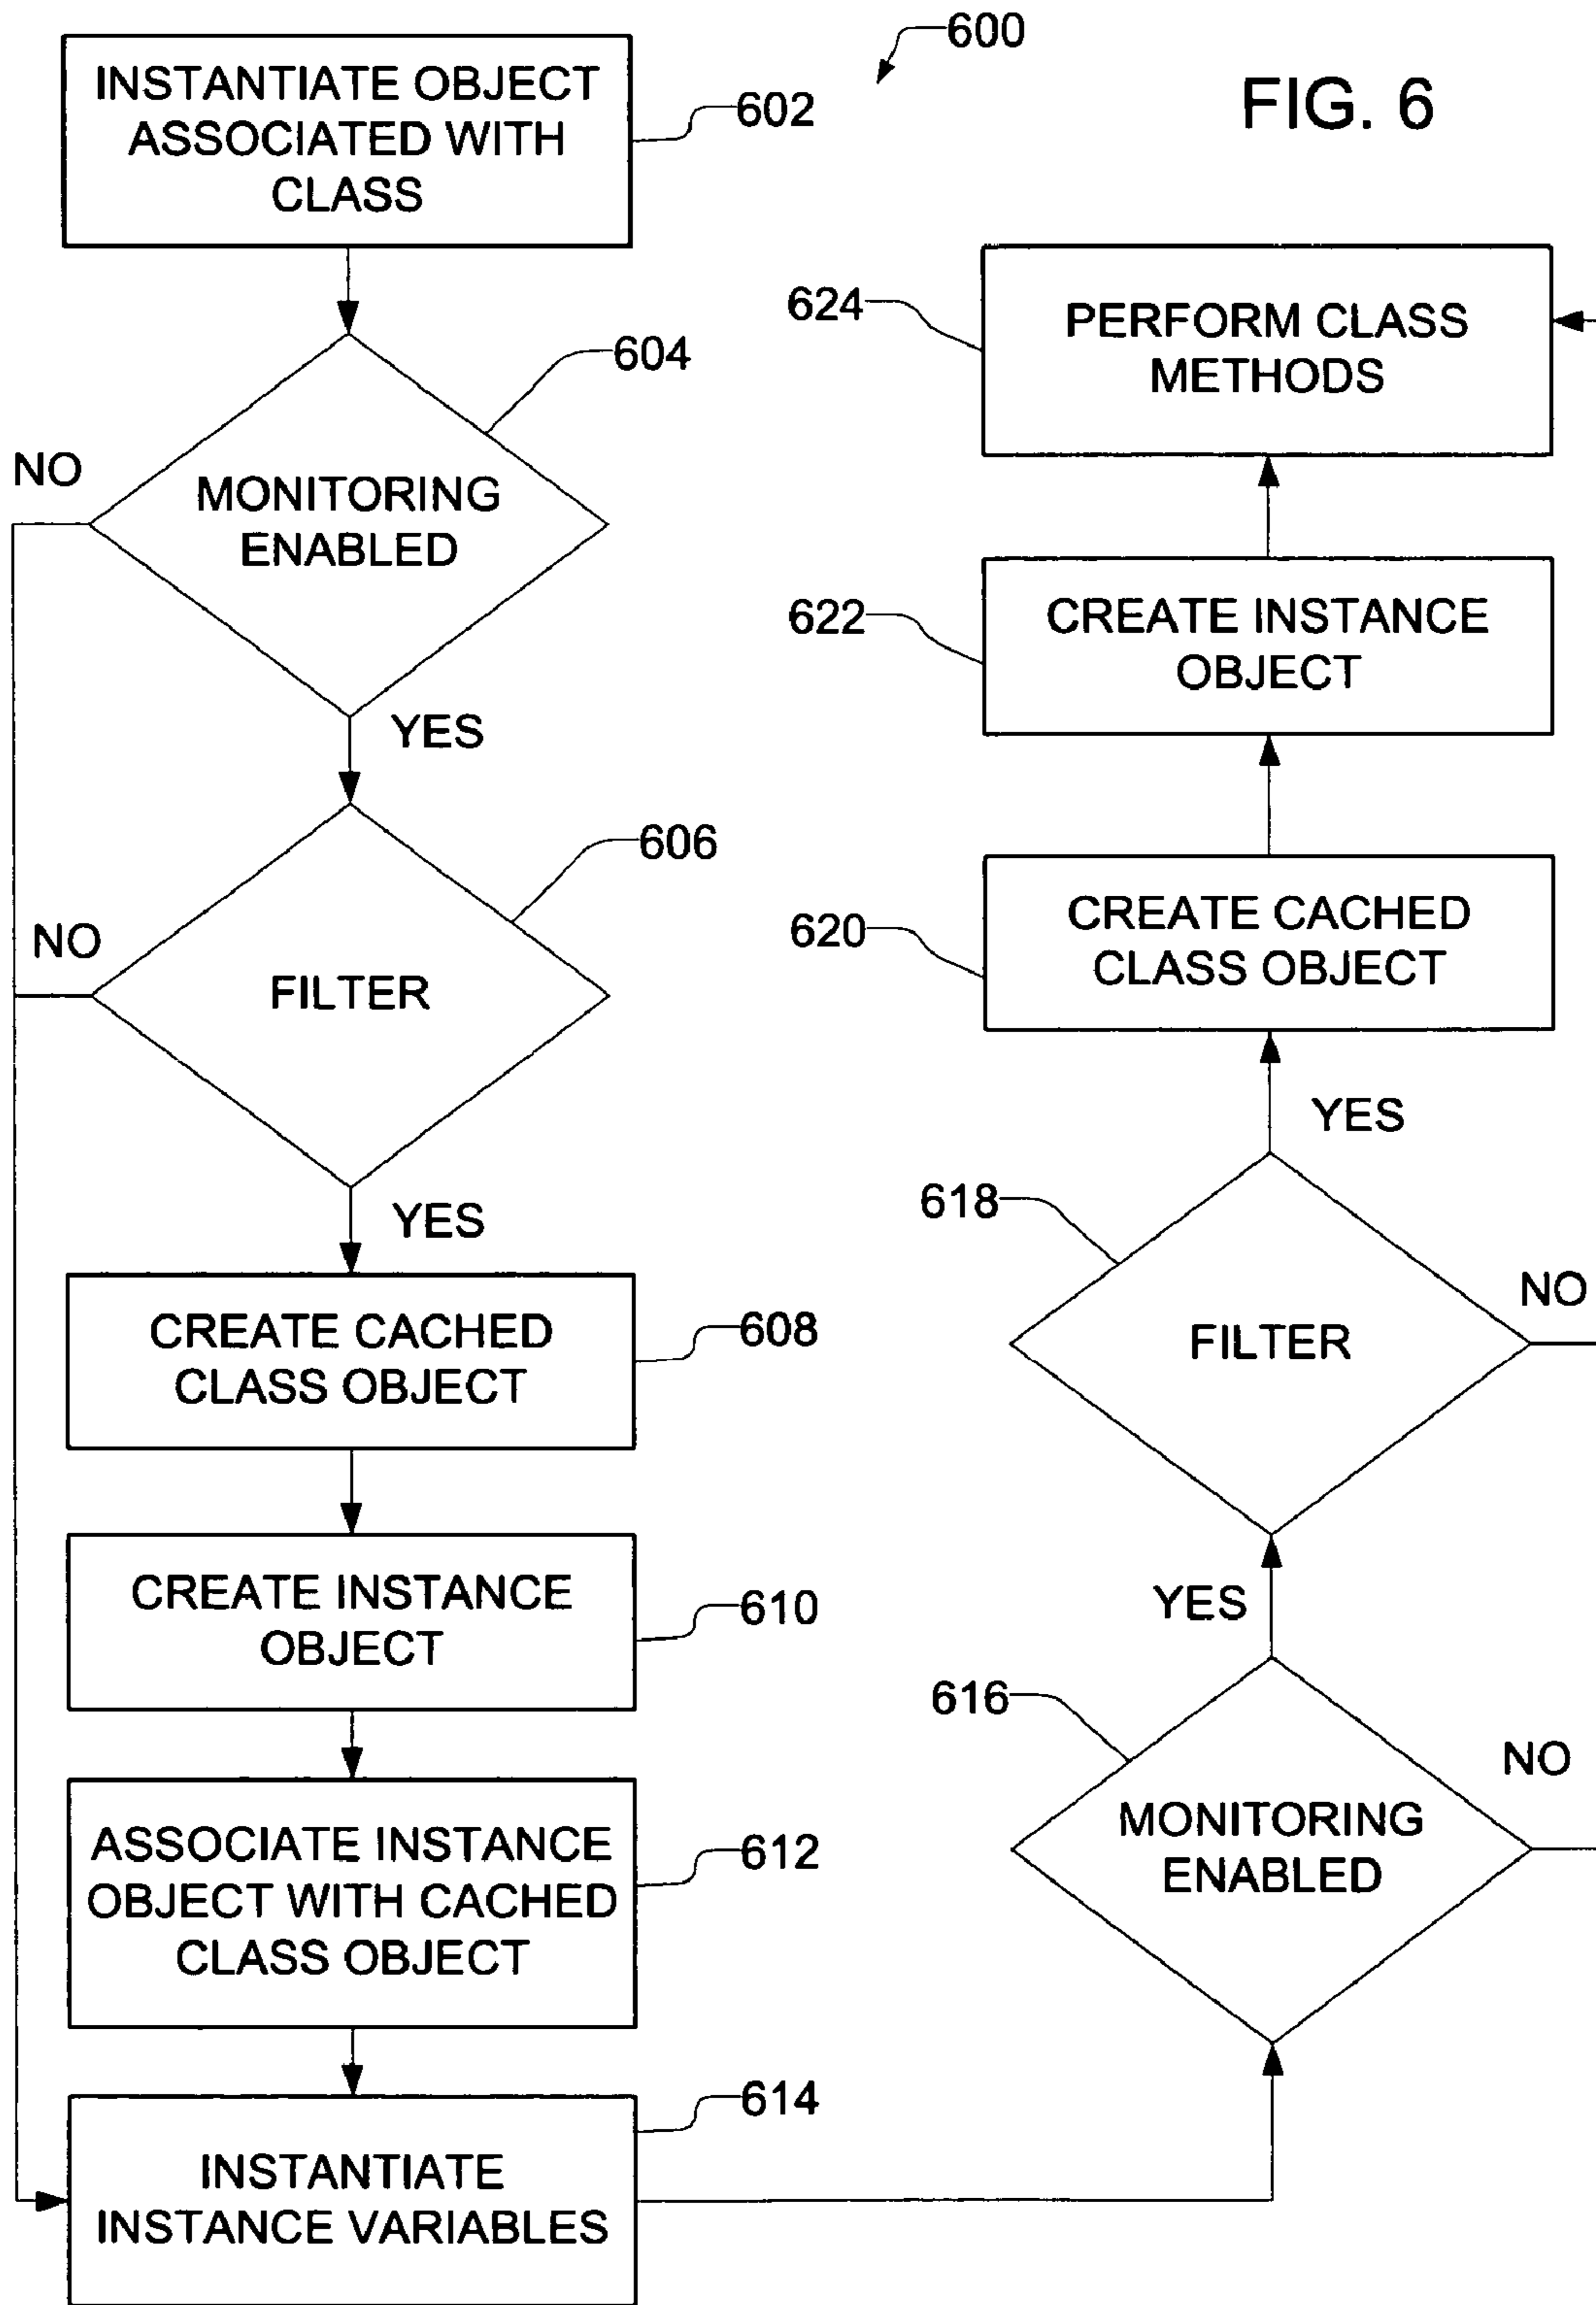 600
FIG. 6
INSTANTIATE OBJECT
ASSOCIATED WITH
CLASS
602
604
NO
MONITORING
ENABLED
YES
606
NO
FILTER
YES
CREATE CACHED
CLASS OBJECT
608
CREATE INSTANCE
OBJECT
610
ASSOCIATE INSTANCE
OBJECT WITH CACHED
CLASS OBJECT
612
614
INSTANTIATE
INSTANCE VARIABLES
624
PERFORM CLASS
METHODS
622
CREATE INSTANCE
OBJECT
620
CREATE CACHED
CLASS OBJECT
YES
618
NO
FILTER
YES
616
NO
MONITORING
ENABLED